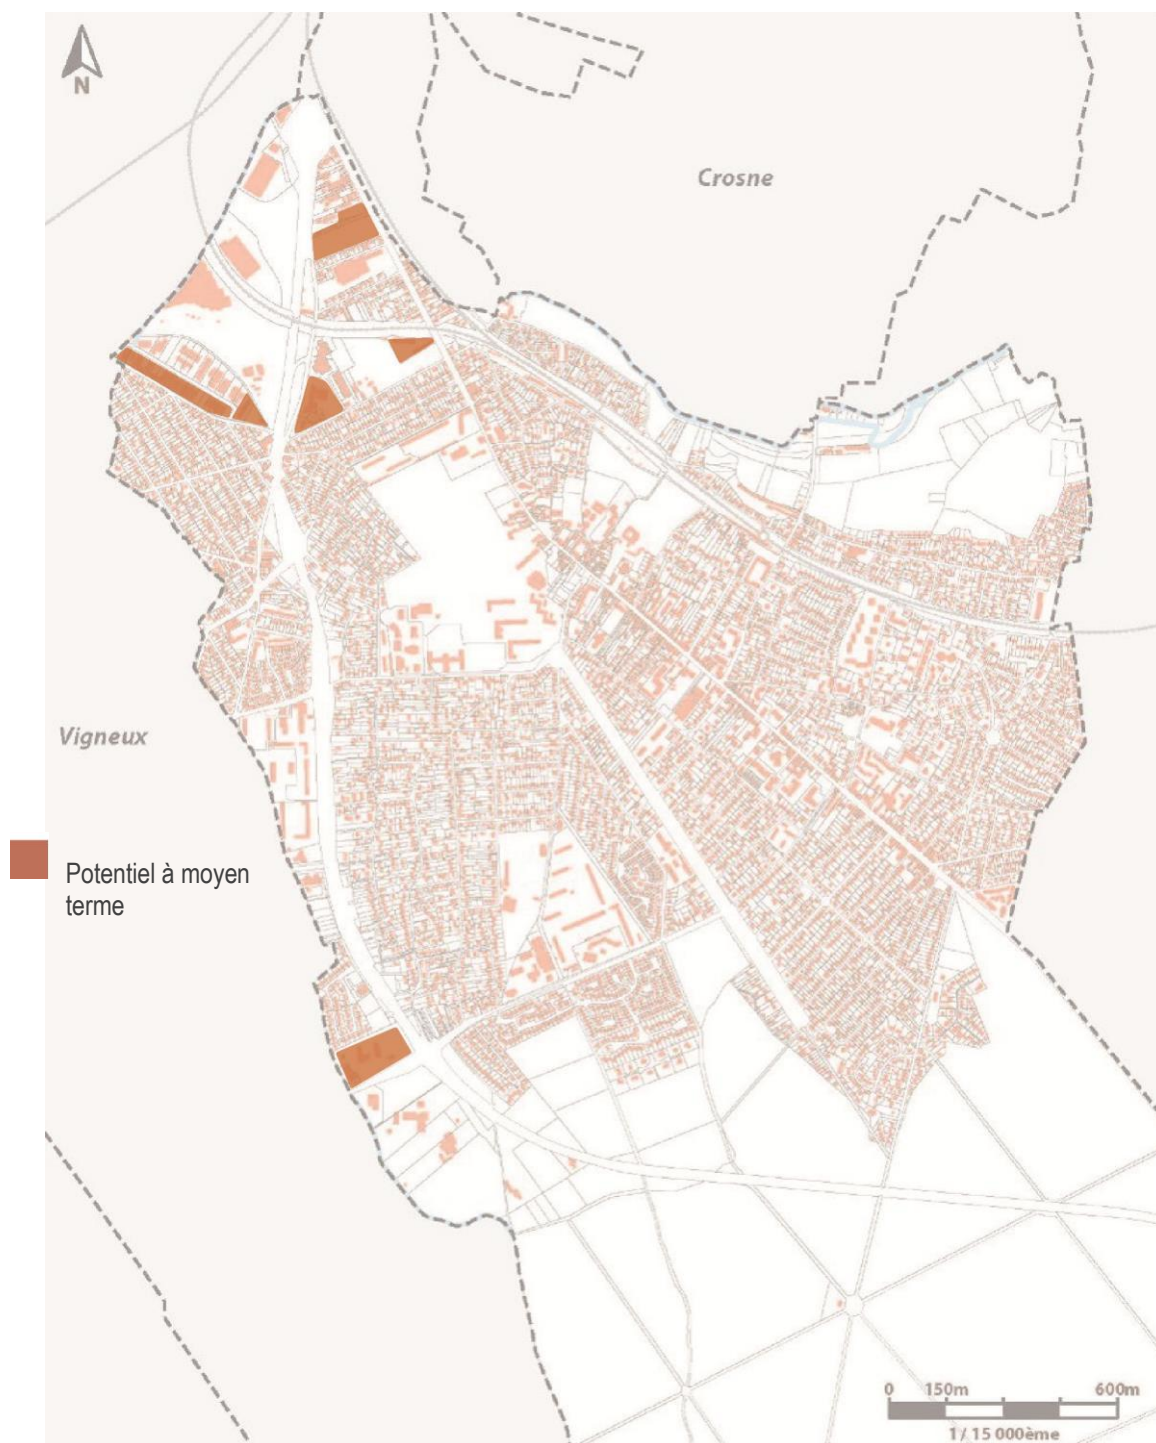 N
Crosne
Vigneux
Potentiel à moyen
terme
0 150m 600m
1 / 15 000ème